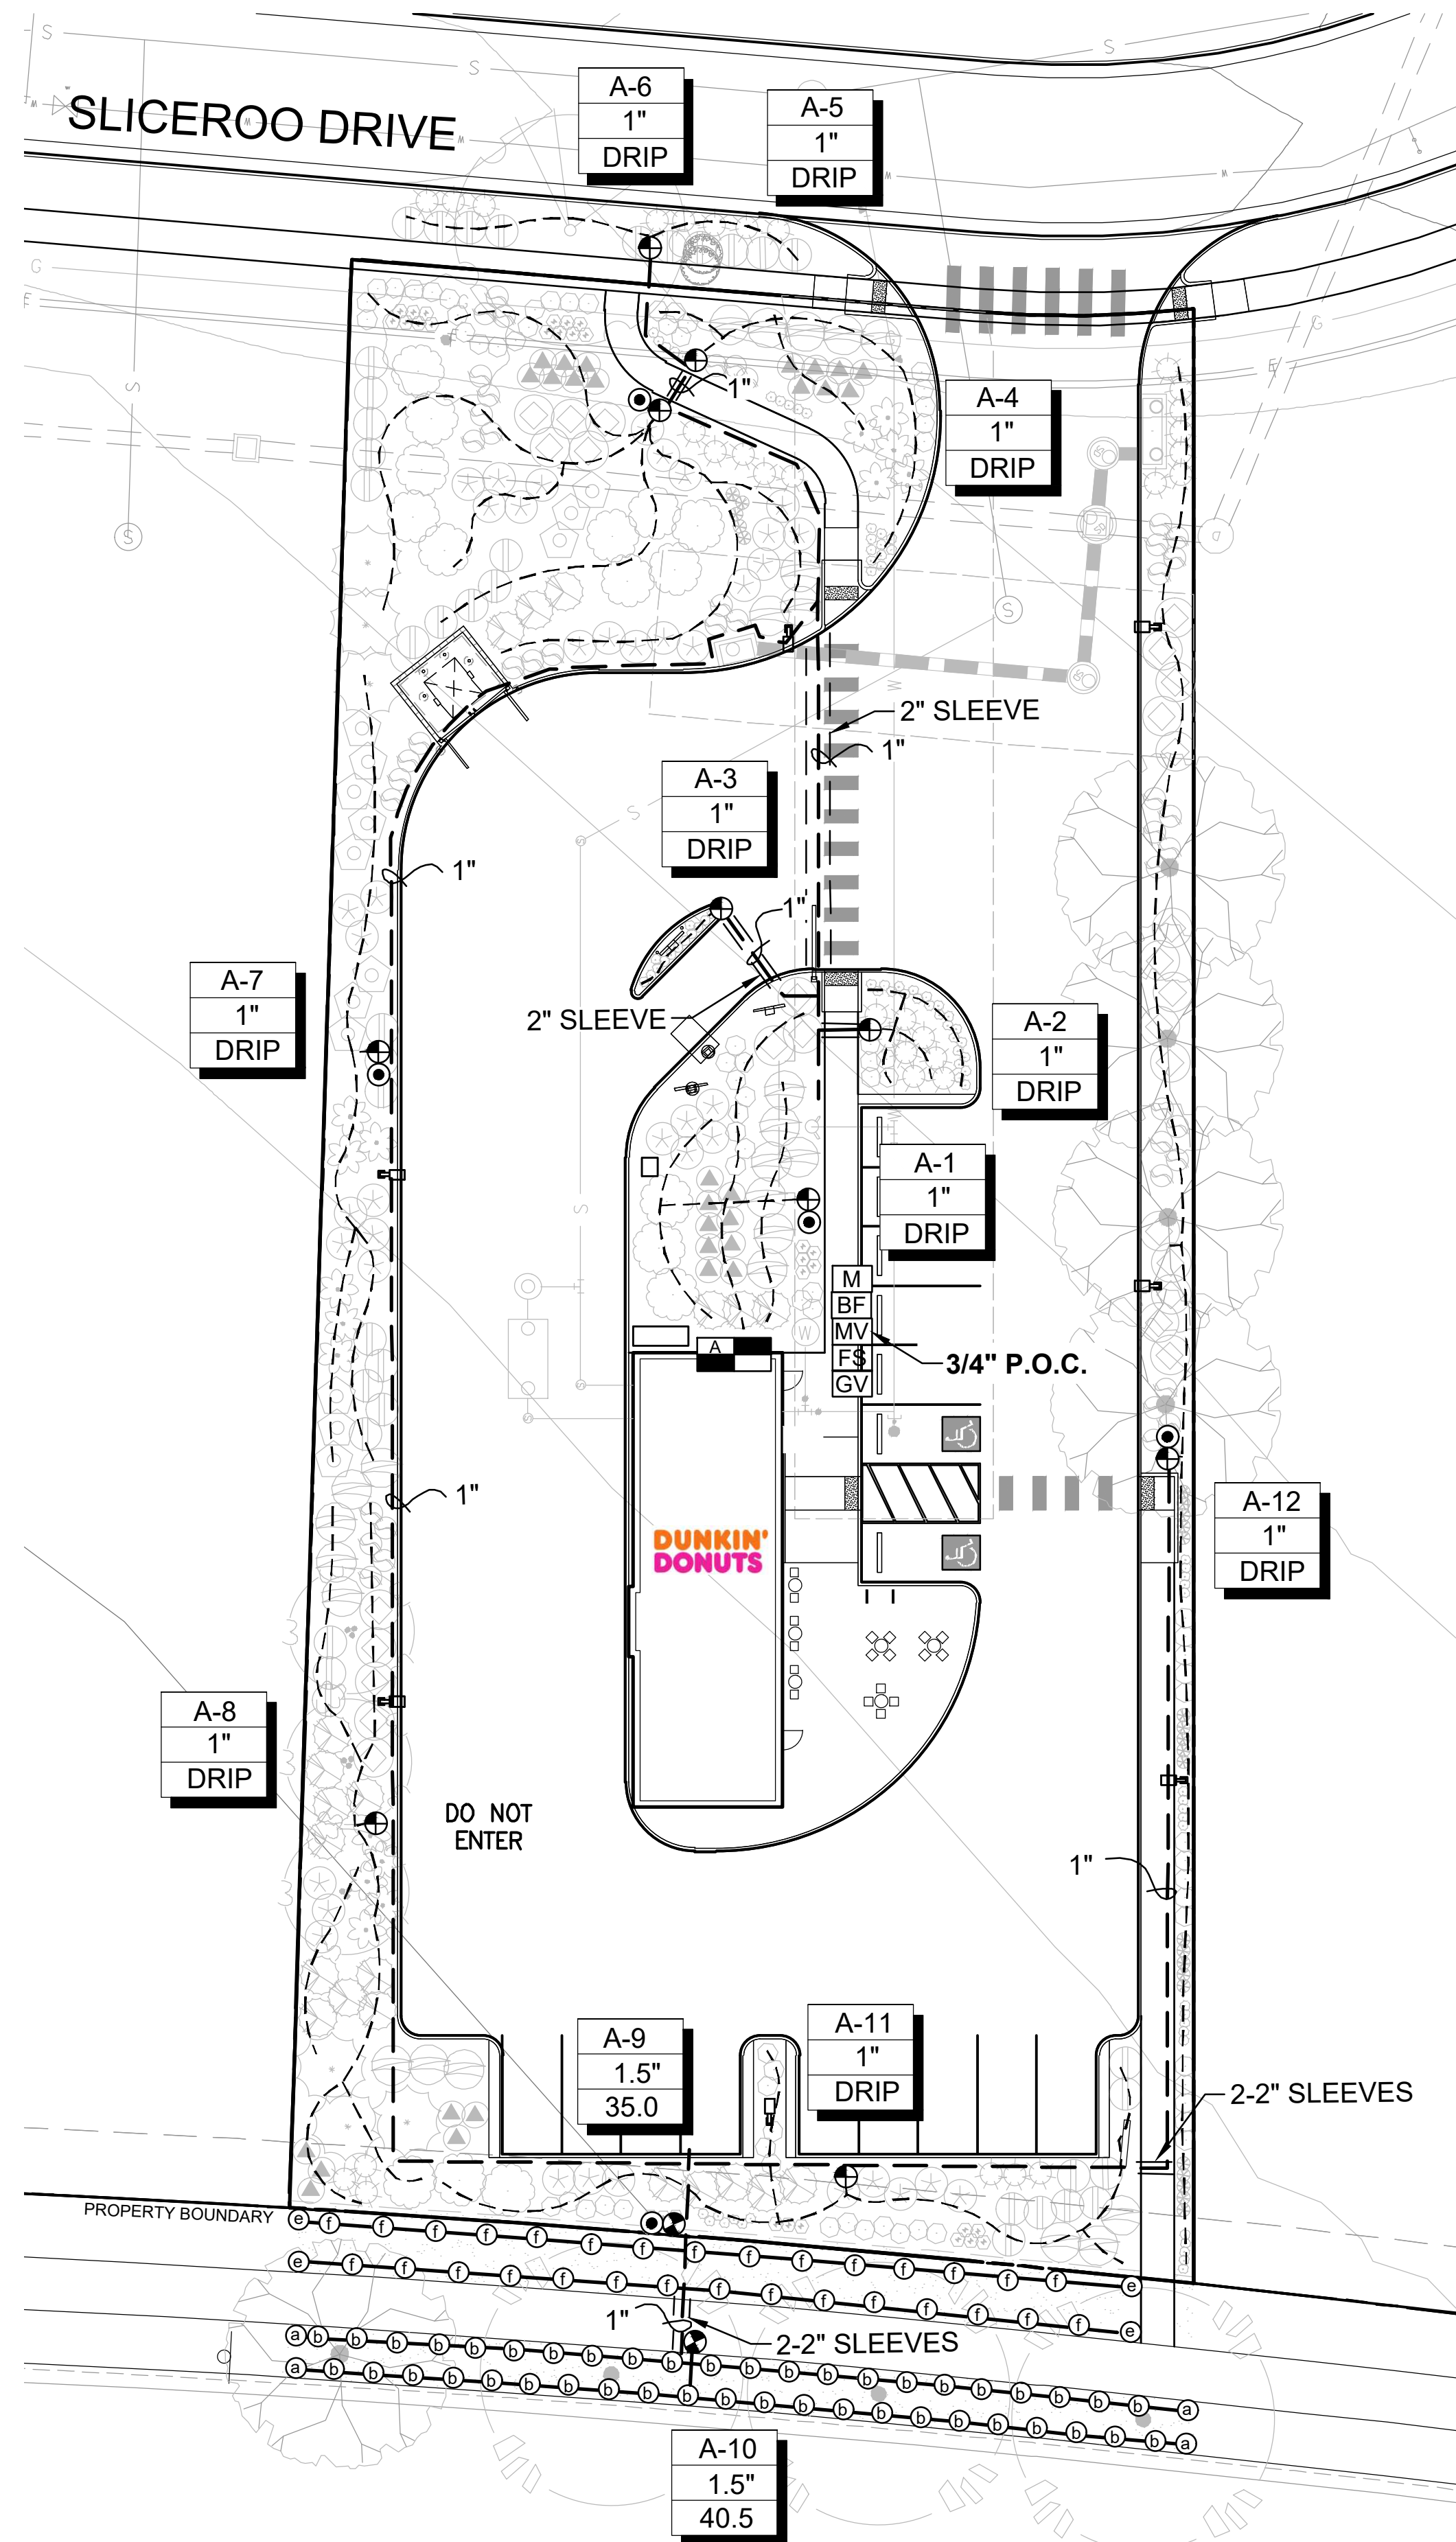 SLICEROO DRIVE
A-6
1"
DRIP
A-5
1"
DRIP
1"
A-4
1"
DRIP
2" SLEEVE
1"
A-3
1"
DRIP
1"
1"
A-7
1"
DRIP
2" SLEEVE
A-2
1"
DRIP
A-1
1"
DRIP
M
BF
MV
FS
GV
A
3/4" P.O.C.
1"
DUNKIN'
DONUTS
A-12
1"
DRIP
A-8
1"
DRIP
DO NOT
ENTER
1"
A-9
1.5"
35.0
A-11
1"
DRIP
2-2" SLEEVES
PROPERTY BOUNDARY
e f f f f f f f f f f f f f f e
e f f f f f f f f f f f f f f f e
1"
2-2" SLEEVES
a b b b b b b b b b b b b b b b b b b b b b b a
a b b b b b b b b b b b b b b b b b b b b b b a
A-10
1.5"
40.5